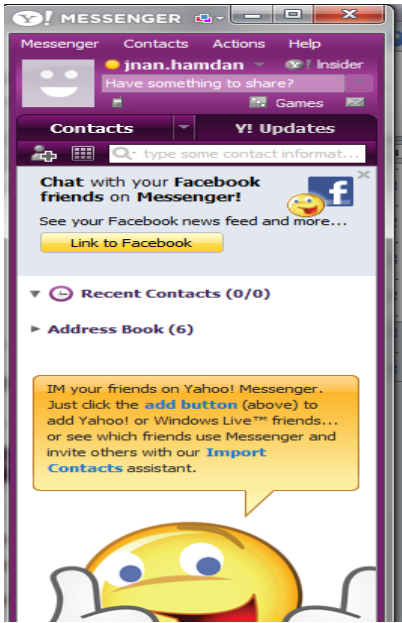 Y! MESSENGER
Messenger Contacts Actions Help
jnan.hamdan Y! Insider
Have something to share?
Games
Contacts Y! Updates
type some contact informat...
Chat with your Facebook
friends on Messenger!
See your Facebook news feed and more...
Link to Facebook
Recent Contacts (0/0)
Address Book (6)
IM your friends on Yahoo! Messenger.
Just click the add button (above) to
add Yahoo! or Windows Live™ friends...
or see which friends use Messenger and
invite others with our Import
Contacts assistant.